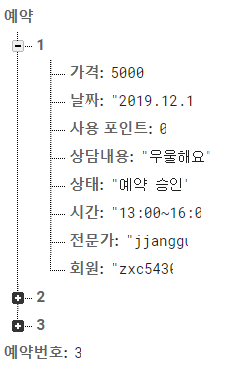 예약
1
가격: 5000
날짜: "2019.12.1
사용 포인트: 0
상담내용: "우울해요"
상태: "예약 승인"
시간: "13:00~16:0
전문가: "jjanggu
회원: "zxc5430
2
3
예약번호: 3